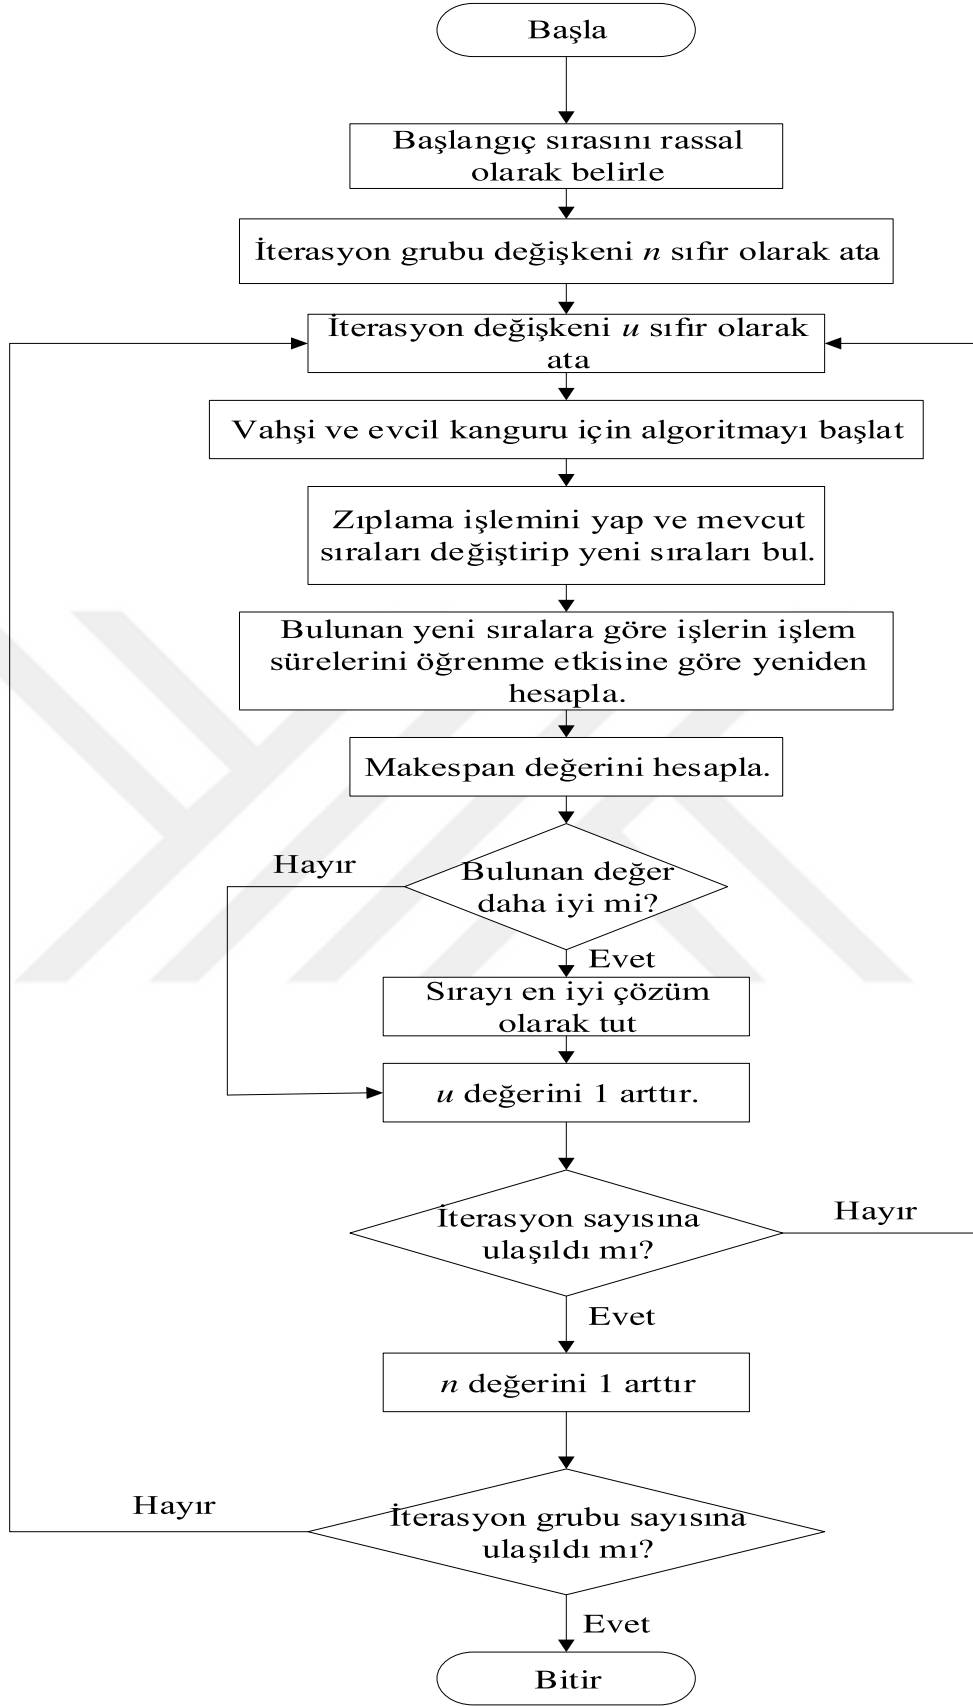 Başla
Başlangıç sırasını rassal
olarak belirle
İterasyon grubu değişkeni n sıfır olarak ata
İterasyon değişkeni u sıfır olarak
ata
Vahşi ve evcil kanguru için algoritmayı başlat
Zıplama işlemini yap ve mevcut
sıraları değiştirip yeni sıraları bul.
Bulunan yeni sıralara göre işlerin işlem
sürelerini öğrenme etkisine göre yeniden
hesapla.
Makespan değerini hesapla.
Hayır
Bulunan değer
daha iyi mi?
Evet
Sırayı en iyi çözüm
olarak tut
u değerini 1 arttır.
İterasyon sayısına
ulaşıldı mı?
Hayır
Evet
n değerini 1 arttır
Hayır
İterasyon grubu sayısına
ulaşıldı mı?
Evet
Bitir